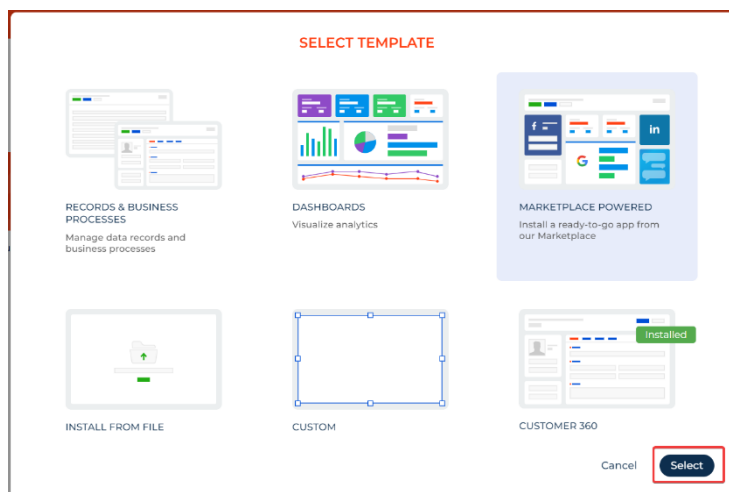 SELECT TEMPLATE
RECORDS & BUSINESS
PROCESSES
Manage data records and
business processes
DASHBOARDS
Visualize analytics
f
in
G
MARKETPLACE POWERED
Install a ready-to-go app from
our Marketplace
INSTALL FROM FILE
CUSTOM
Installed
CUSTOMER 360
Cancel
Select